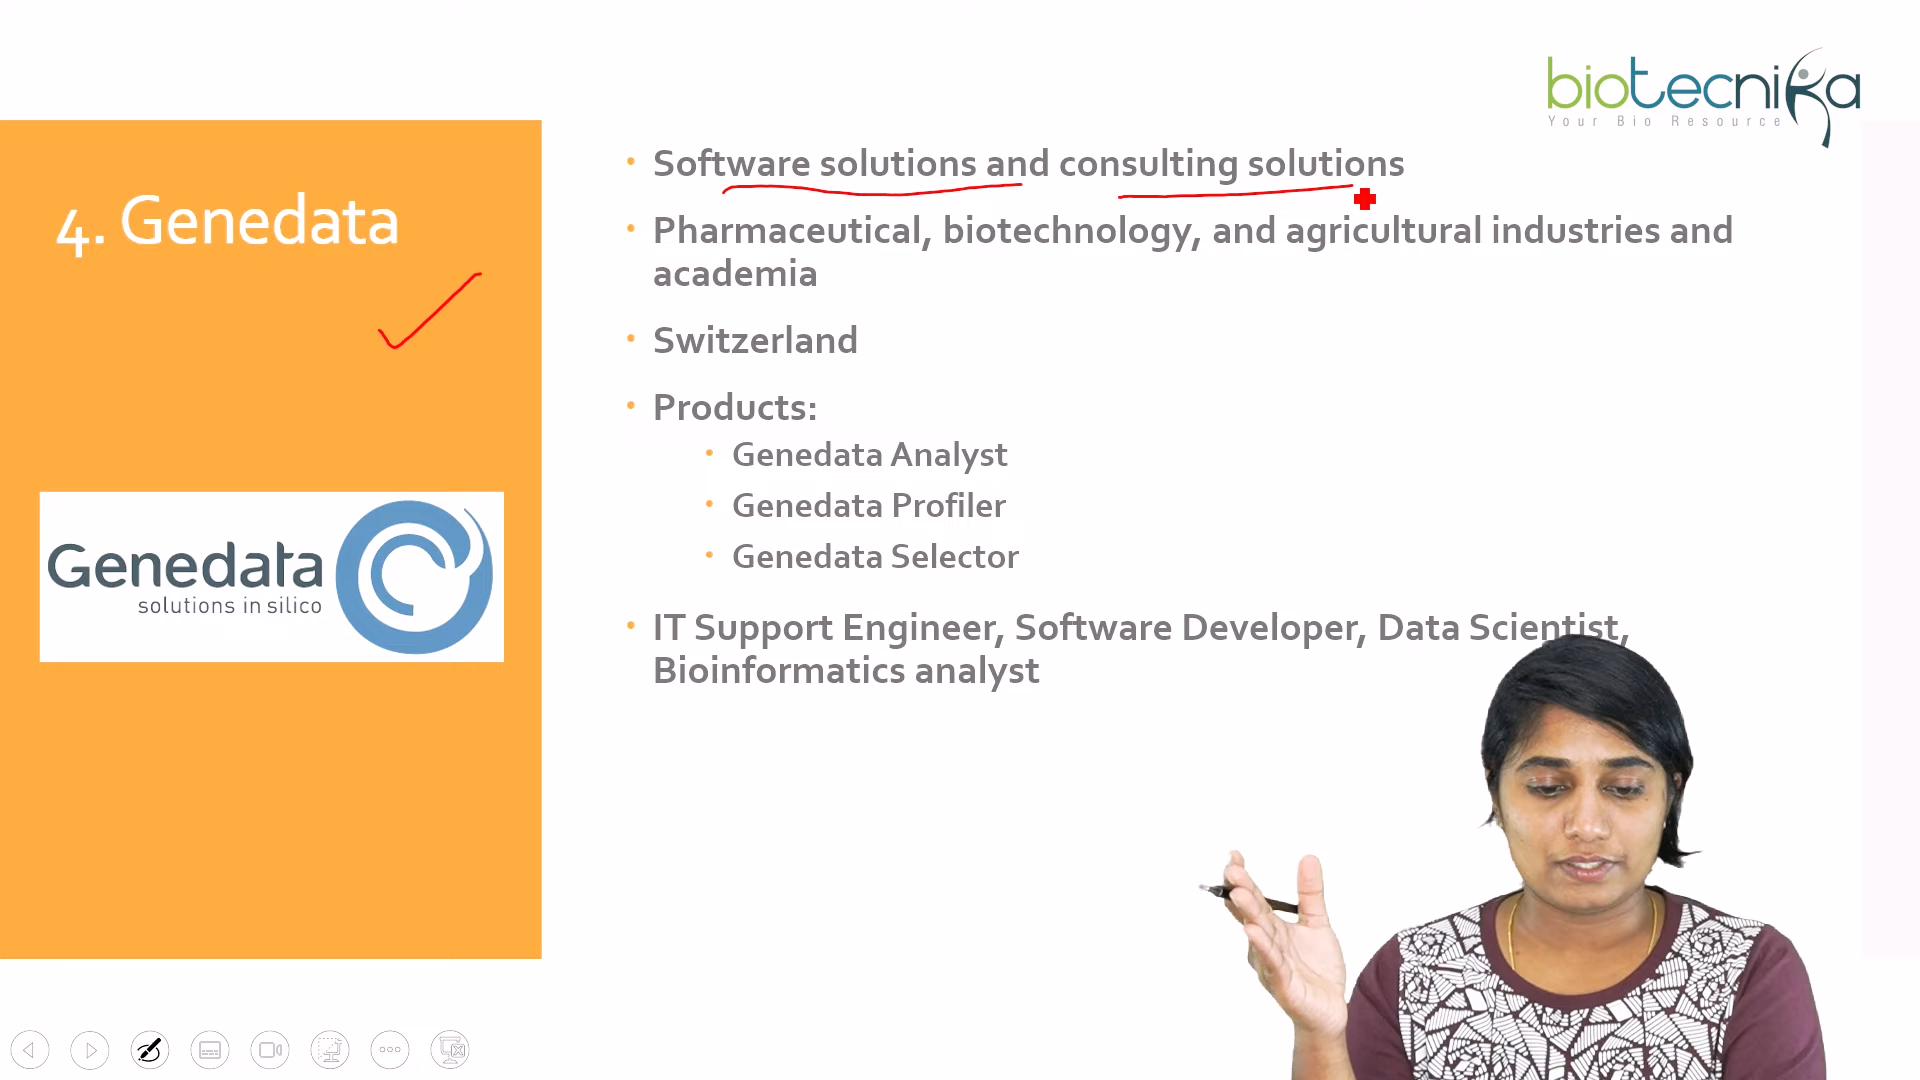 biotecnika
Your Bio Resource
4. Genedata
Genedata
solutions in silico
• Software solutions and consulting solutions
• Pharmaceutical, biotechnology, and agricultural industries and
academia
• Switzerland
• Products:
• Genedata Analyst
• Genedata Profiler
• Genedata Selector
• IT Support Engineer, Software Developer, Data Scientist,
Bioinformatics analyst